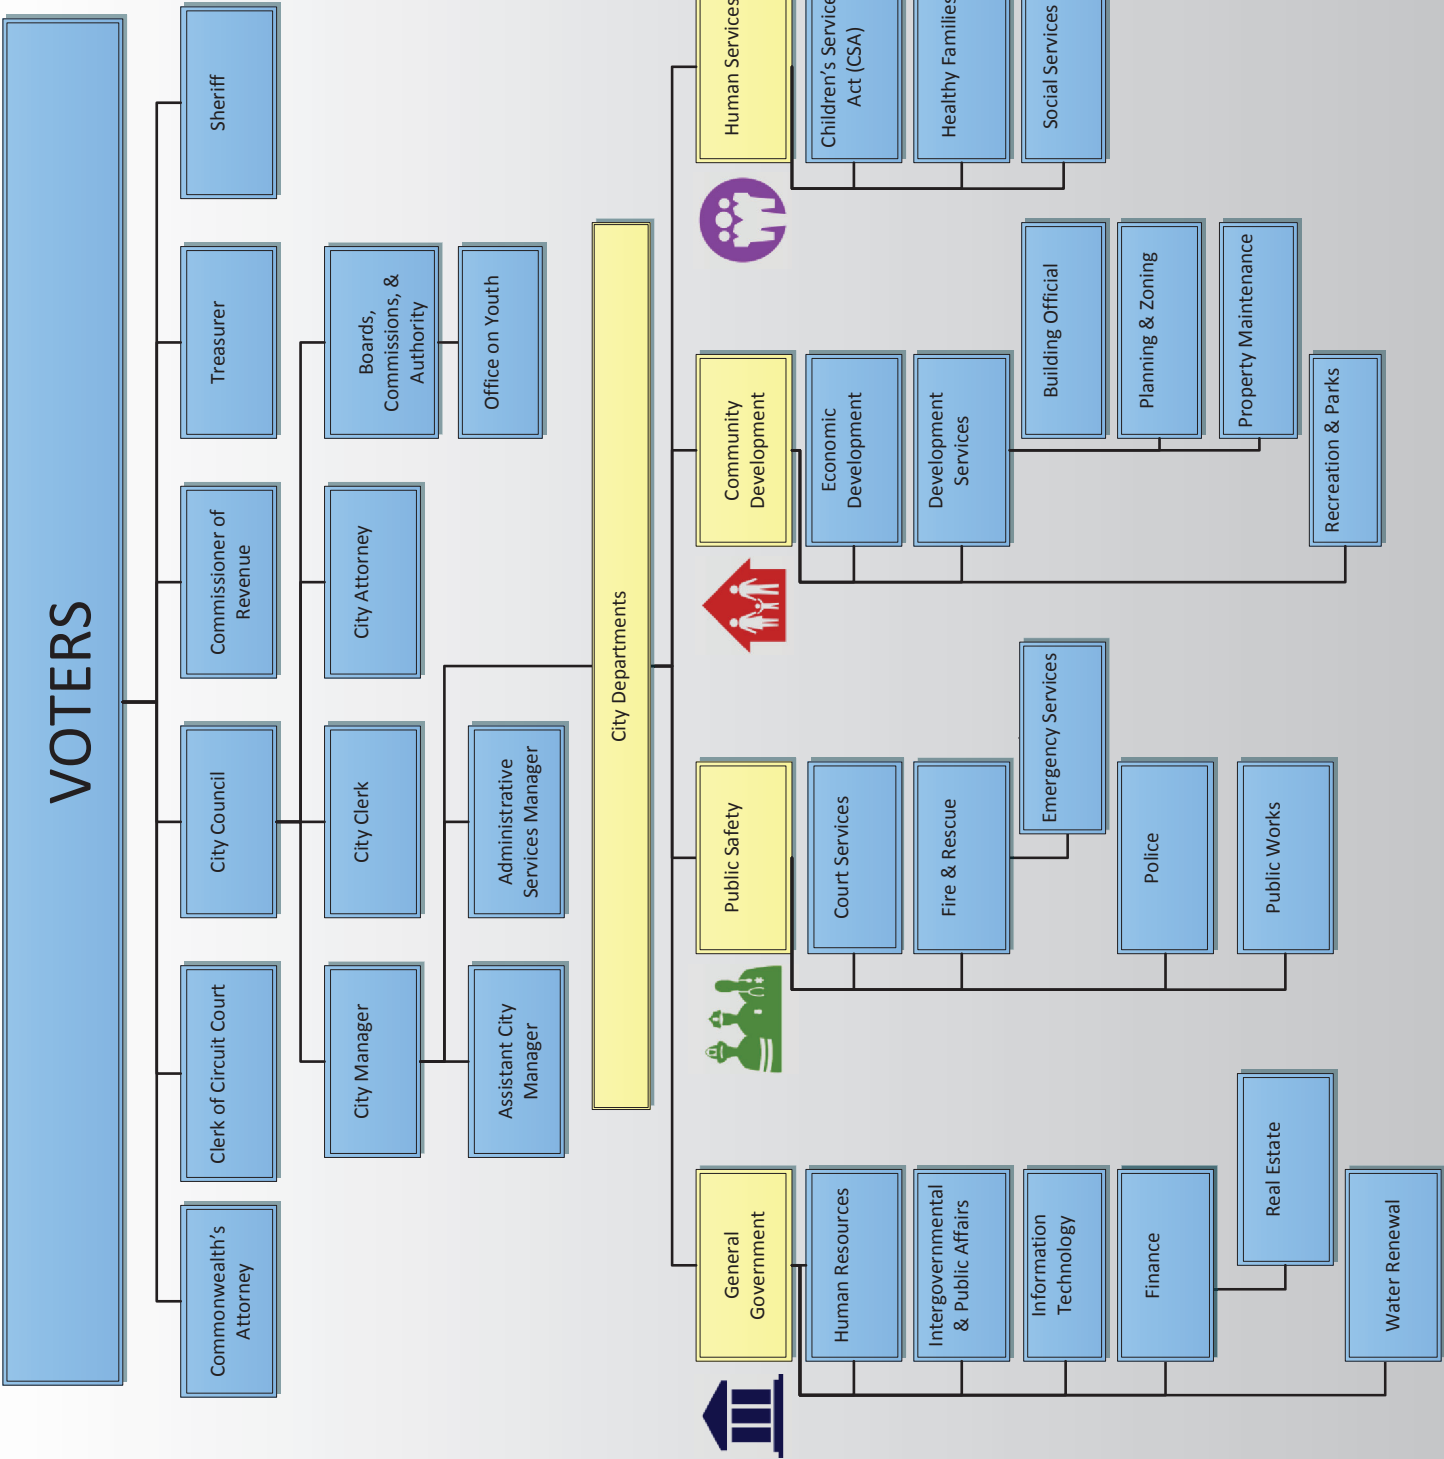 VOTERS
Commonwealth's
Attorney
Clerk of Circuit Court
City Council
Commissioner of
Revenue
Treasurer
Sheriff
City Manager
City Clerk
City Attorney
Boards,
Commissions, &
Authority
Office on Youth
Assistant City
Manager
Administrative
Services Manager
City Departments
General
Government
Human Resources
Intergovernmental
& Public Affairs
Information
Technology
Finance
Real Estate
Water Renewal
Public Safety
Court Services
Fire & Rescue
Emergency Services
Police
Public Works
Community
Development
Economic
Development
Development
Services
Building Official
Planning & Zoning
Property Maintenance
Recreation & Parks
Human Services
Children's Service
Act (CSA)
Healthy Families
Social Services